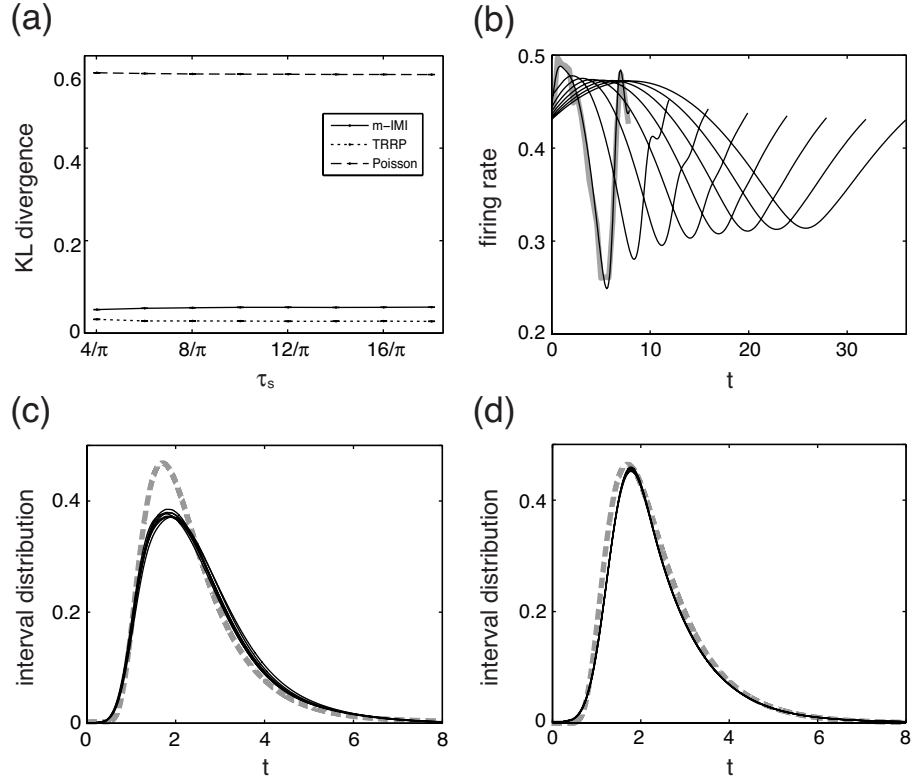 (a)
KL divergence
0.6
0.4
0.2
0
4/π
8/π
12/π
16/π
τs
m-IMI
TRRP
Poisson
(b)
firing rate
0.5
0.4
0.3
0.2
0
10
20
30
t
(c)
interval distribution
0.4
0.2
0
0
2
4
6
8
t
(d)
interval distribution
0.4
0.2
0
0
2
4
6
8
t